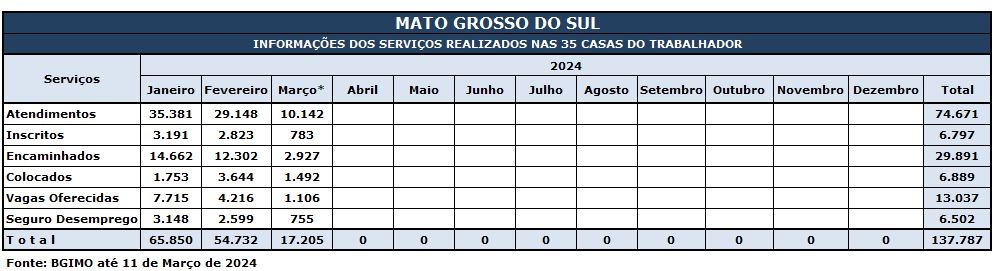 MATO GROSSO DO SUL
INFORMAÇÕES DOS SERVIÇOS REALIZADOS NAS 35 CASAS DO TRABALHADOR
Serviços 2024
Janeiro Fevereiro Março* Abril Maio Junho Julho Agosto Setembro Outubro Novembro Dezembro Total
Atendimentos 35.381 29.148 10.142 74.671
Inscritos 3.191 2.823 783 6.797
Encaminhados 14.662 12.302 2.927 29.891
Colocados 1.753 3.644 1.492 6.889
Vagas Oferecidas 7.715 4.216 1.106 13.037
Seguro Desemprego 3.148 2.599 755 6.502
T o t a l 65.850 54.732 17.205 0 0 0 0 0 0 0 0 0 137.787
Fonte: BGIMO até 11 de Março de 2024